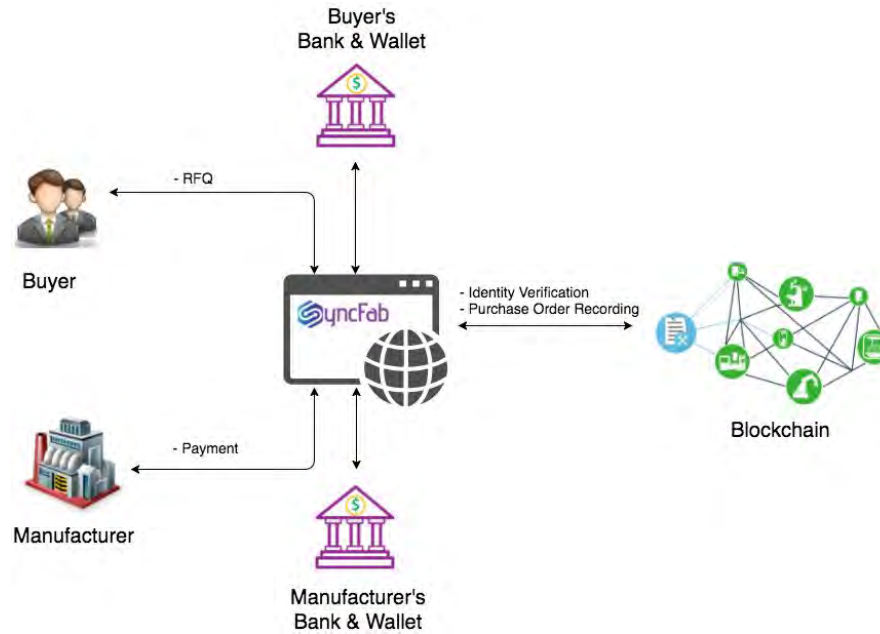 Buyer's
Bank & Wallet
- RFQ
Buyer
SyncFab
- Identity Verification
- Purchase Order Recording
Blockchain
- Payment
Manufacturer
Manufacturer's
Bank & Wallet